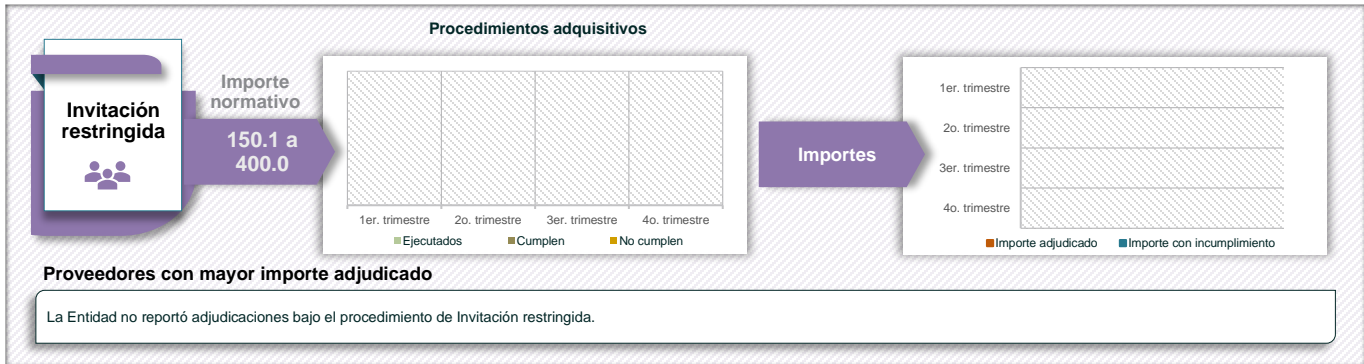 Procedimientos adquisitivos
Invitación
restringida
Importe
normativo
150.1 a
400.0
1er. trimestre 2o. trimestre 3er. trimestre 4o. trimestre
Ejecutados Cumplen No cumplen
Importes
1er. trimestre
2o. trimestre
3er. trimestre
4o. trimestre
Importe adjudicado Importe con incumplimiento
Proveedores con mayor importe adjudicado
La Entidad no reportó adjudicaciones bajo el procedimiento de Invitación restringida.